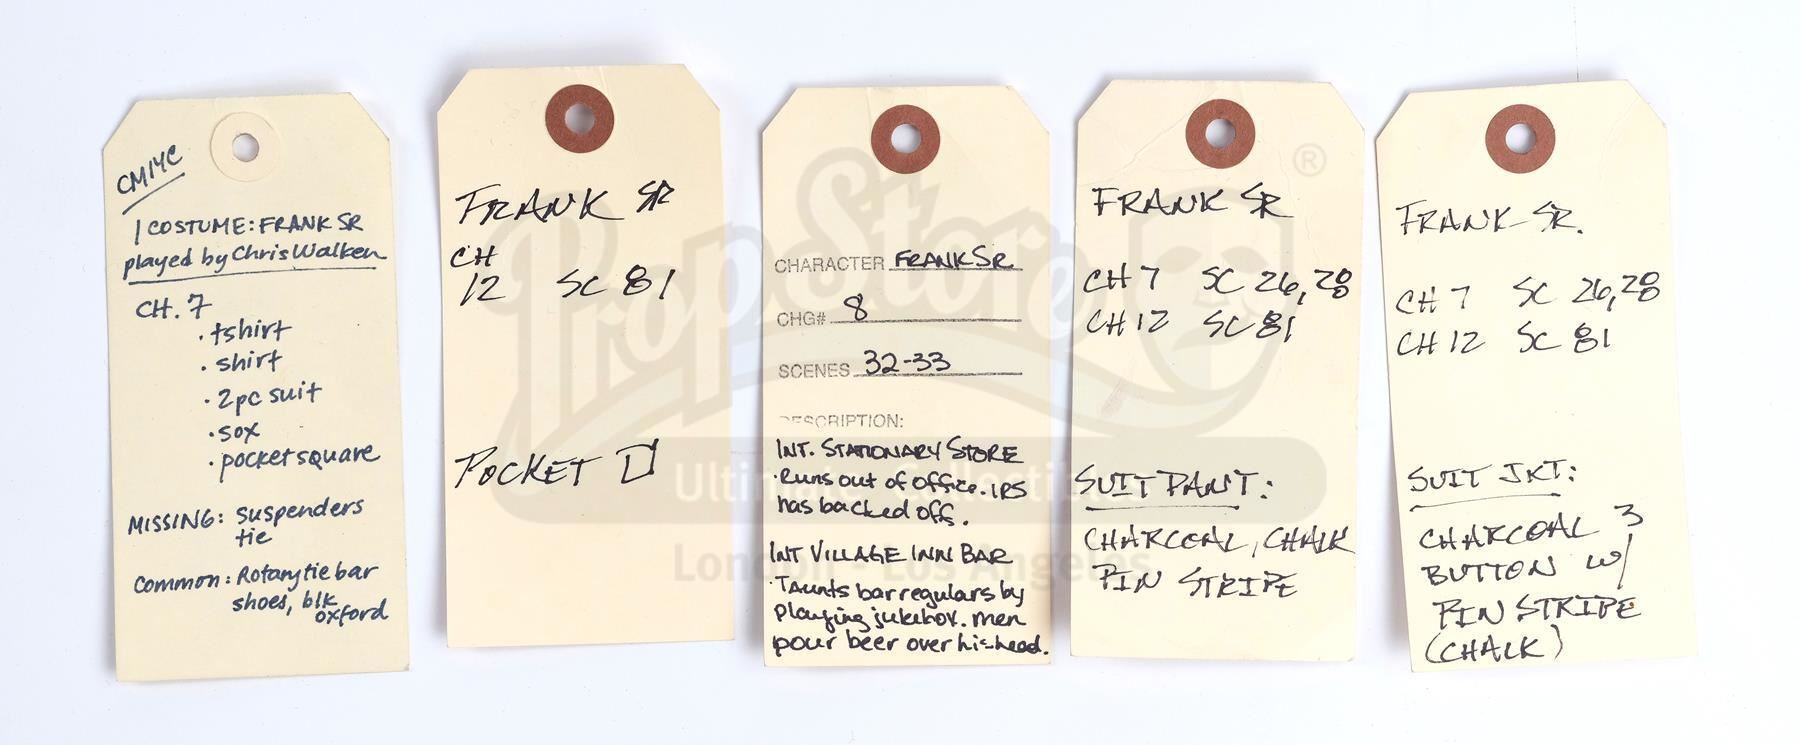 CM14C
1 COSTUME: FRANK SR
played by Chris Walken
CH. 7
· tshirt
· shirt
· 2pc suit
· sox
· pocket square
MISSING: suspenders
tie
Common: Rotary tie bar
shoes, blk
oxford
FRANK SR
CH
12 SC 81
POCKET □
CHARACTER FRANK SR
CHG# 8
SCENES 32-33
DESCRIPTION:
INT. STATIONARY STORE
· Runs out of office. IRS
has backed off.
INT VILLAGE INN BAR
· Taunts bar regulars by
playing jukebox. men
pour beer over his head.
FRANK SR
CH 7 SC 26, 28
CH 12 SC 81
SUIT PANT:
CHARCOAL, CHALK
PIN STRIPE
FRANK SR.
CH 7 SC 26, 28
CH 12 SC 81
SUIT JKT:
CHARCOAL 3
BUTTON W/
PIN STRIPE
(CHALK)
PropStore ®
Ultimate Collectibles
London - Los Angeles